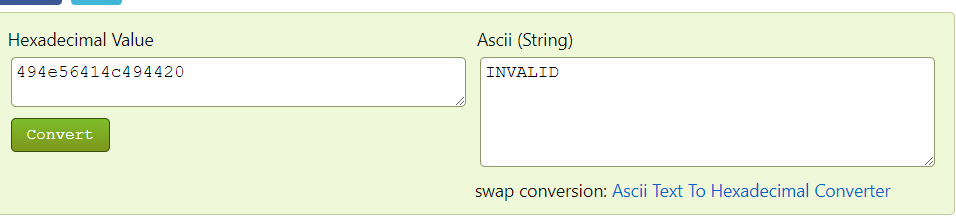 Hexadecimal Value
494e56414c494420
Convert
Ascii (String)
INVALID
swap conversion: Ascii Text To Hexadecimal Converter